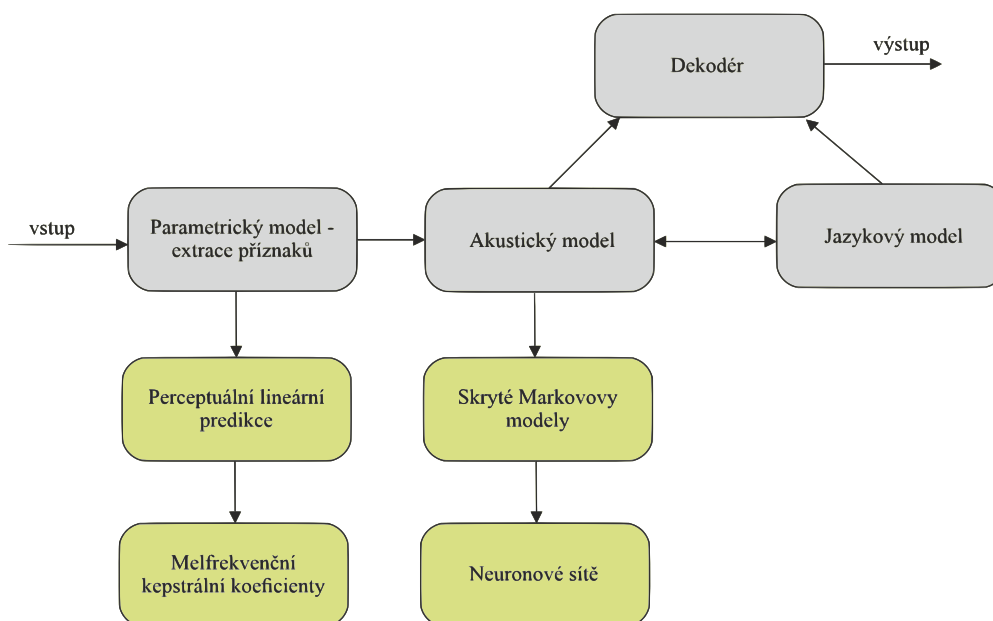 výstup
Dekodér
vstup
Parametrický model -
extrace příznaků
Akustický model
Jazykový model
Perceptuální lineární
predikce
Skryté Markovovy
modely
Melfrekvenční
kepstrální koeficienty
Neuronové sítě